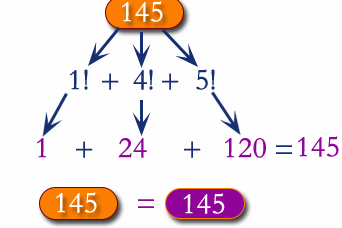 145
1! + 4! + 5!
1 + 24 + 120 = 145
145 = 145